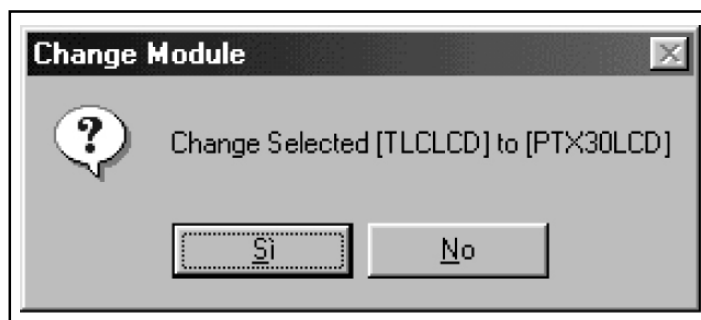 Change Module
Change Selected [TLCLCD] to [PTX30LCD]
Sì
No